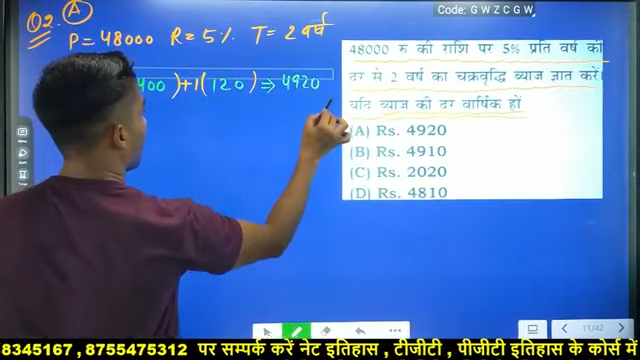 Code: G W Z C G W
Q2. A
P = 48000 R = 5% T = 2 वर्ष
400 ) + 1 ( 120 ) ⇒ 4920
48000 रु की राशि पर 5% प्रति वर्ष की
दर से 2 वर्ष का चक्रवृद्धि ब्याज ज्ञात करें।
यदि ब्याज की दर वार्षिक हों
(A) Rs. 4920
(B) Rs. 4910
(C) Rs. 2020
(D) Rs. 4810
11/42
8345167 , 8755475312 पर सम्पर्क करें नेट इतिहास , टीजीटी , पीजीटी इतिहास के कोर्स में